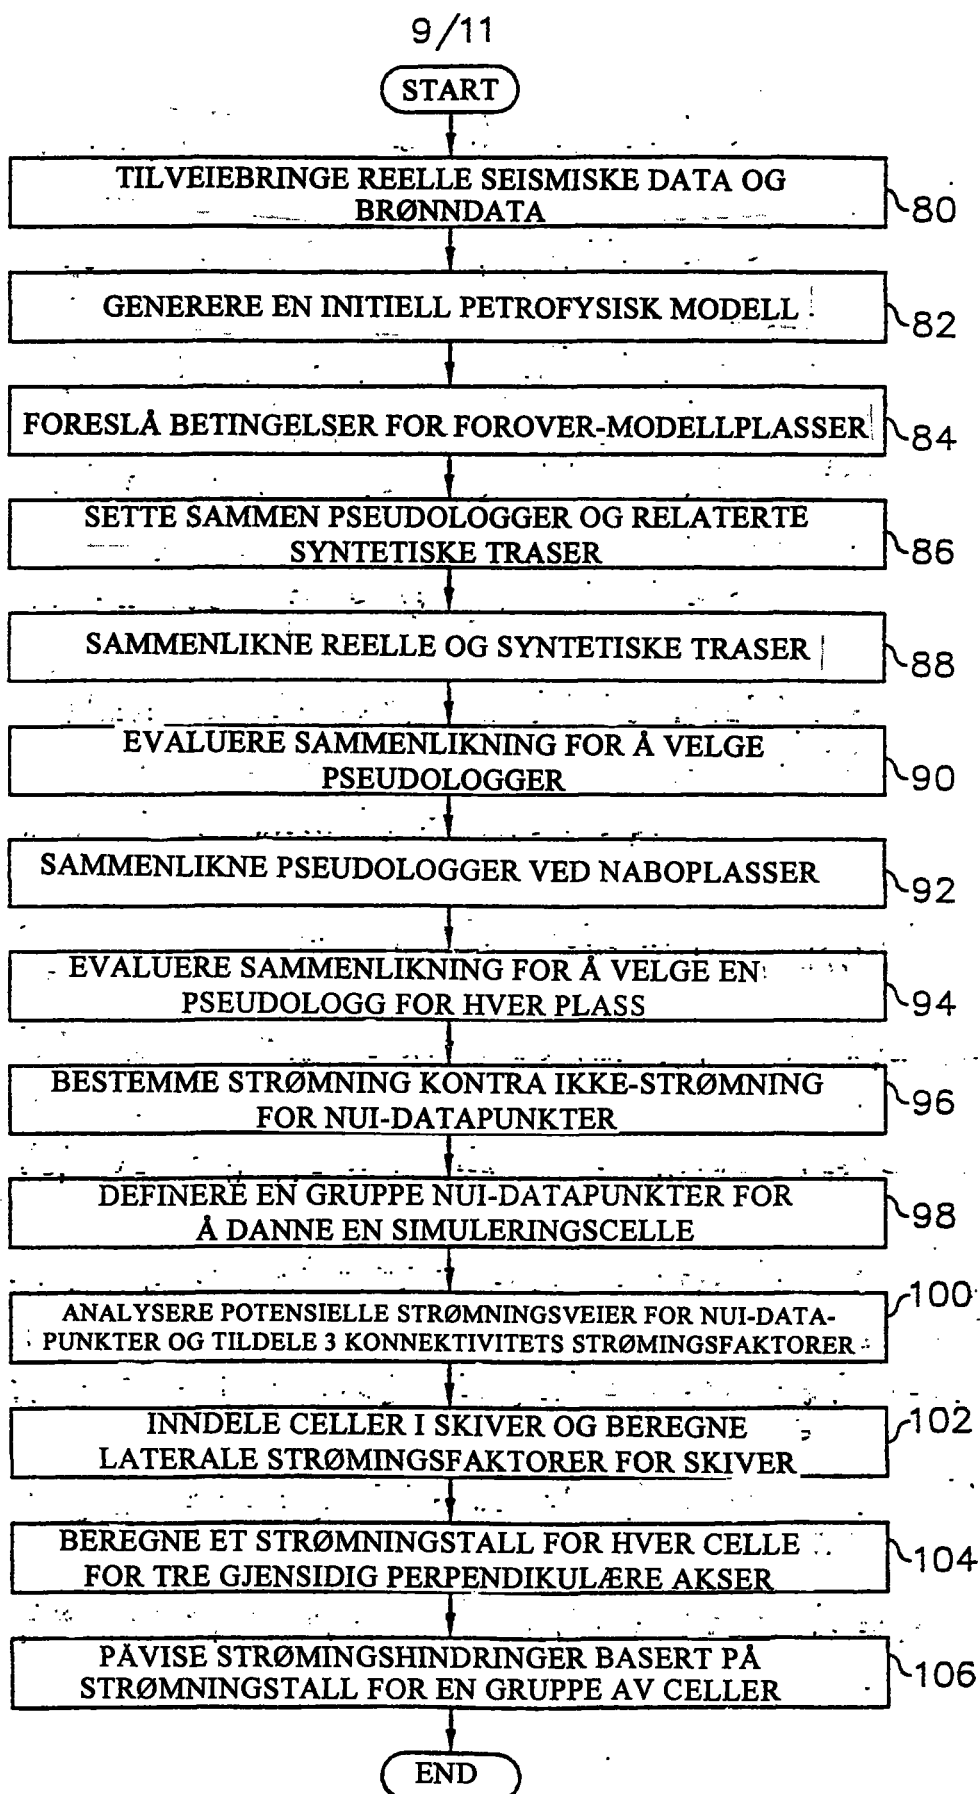 9/11
START
TILVEIEBRINGE REELLE SEISMISKE DATA OG
BRØNNDATA
80
GENERERE EN INITIELL PETROFYSISK MODELL
82
FORESLÅ BETINGELSER FOR FOROVER-MODELLPLASSER
84
SETTE SAMMEN PSEUDOLOGGER OG RELATERTE
SYNTETISKE TRASER
86
SAMMENLIKNE REELLE OG SYNTETISKE TRASER
88
EVALUERE SAMMENLIKNING FOR Å VELGE
PSEUDOLOGGER
90
SAMMENLIKNE PSEUDOLOGGER VED NABOPLASSER
92
EVALUERE SAMMENLIKNING FOR Å VELGE EN
PSEUDOLOGG FOR HVER PLASS
94
BESTEMME STRØMNING KONTRA IKKE-STRØMNING
FOR NUI-DATAPUNKTER
96
DEFINERE EN GRUPPE NUI-DATAPUNKTER FOR
Å DANNE EN SIMULERINGSCELLE
98
ANALYSERE POTENSIELLE STRØMNINGSVEIER FOR NUI-DATA-
PUNKTER OG TILDELE 3 KONNEKTIVITETS STRØMINGSFAKTORER
100
INNDELE CELLER I SKIVER OG BEREGNE
LATERALE STRØMINGSFAKTORER FOR SKIVER
102
BEREGNE ET STRØMNINGSTALL FOR HVER CELLE
FOR TRE GJENSIDIG PERPENDIKULÆRE AKSER
104
PÅVISE STRØMINGSHINDRINGER BASERT PÅ
STRØMNINGSTALL FOR EN GRUPPE AV CELLER
106
END